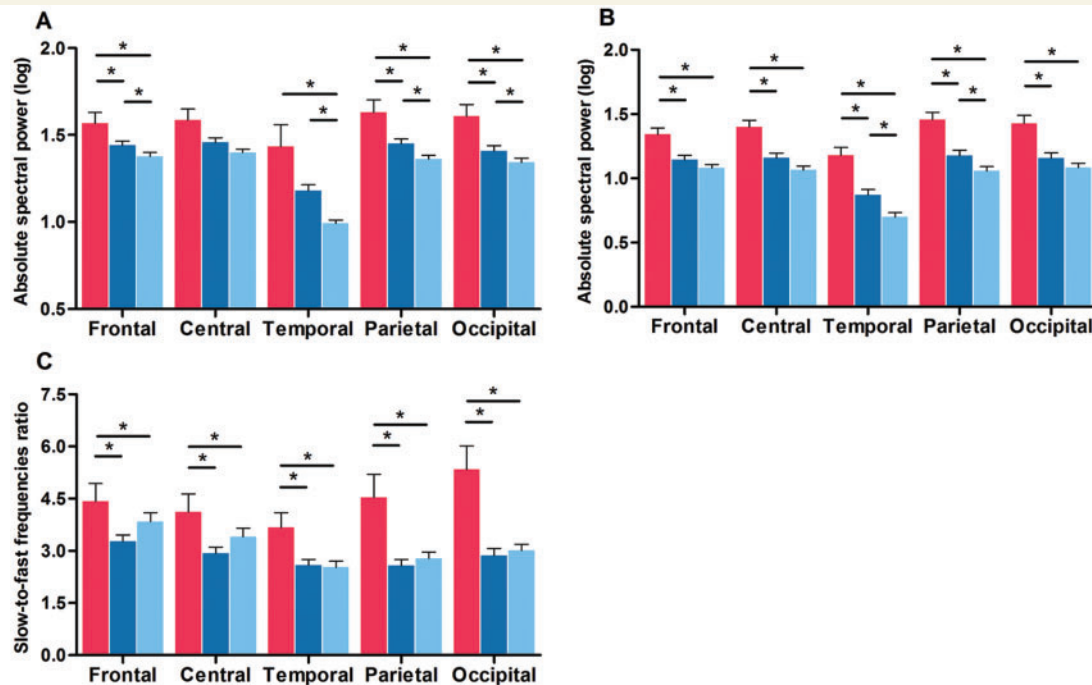 A
Absolute spectral power (log)
2.0
1.5
1.0
0.5
* * *
* * *
* * *
* * *
Frontal Central Temporal Parietal Occipital
B
Absolute spectral power (log)
2.0
1.5
1.0
0.5
0.0
* *
* *
* * *
* * *
* *
Frontal Central Temporal Parietal Occipital
C
Slow-to-fast frequencies ratio
7.5
6.0
4.5
3.0
1.5
0.0
* *
* *
* *
* *
* *
Frontal Central Temporal Parietal Occipital